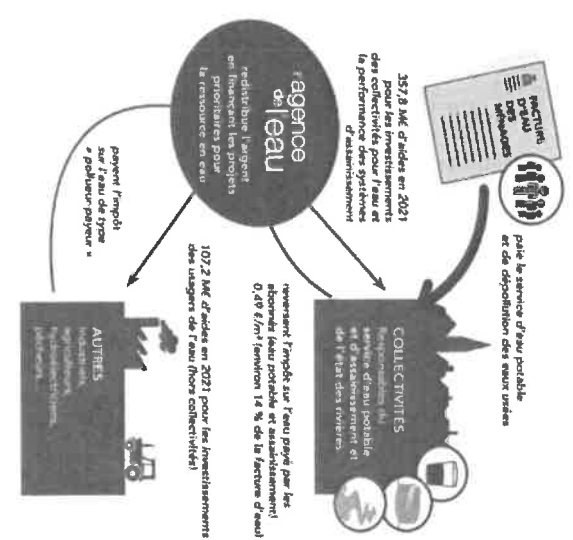 FACTURE
D'EAU
DES
MÉNAGES
paie le service d'eau potable
et de dépollution des eaux usées
357,8 M€ d'aides en 2021
pour les investissements
des collectivités pour l'eau et
la performance des systèmes
d'assainissement
COLLECTIVITÉS
Responsables du
service d'eau potable
et d'assainissement et
de l'état des rivières
l'agence
de l'eau
redistribue l'argent
en finançant les projets
prioritaires pour
la ressource en eau
reversent l'impôt sur l'eau payé par les
abonnés (eau potable et assainissement)
0,49 €/m³ (environ 14 % de la facture d'eau)
107,2 M€ d'aides en 2021 pour les investissements
des usagers de l'eau (hors collectivités)
payent l'impôt
sur l'eau de type
« pollueur-payeur »
AUTRES
Industriels,
agriculteurs,
hydroélectriciens,
pêcheurs,